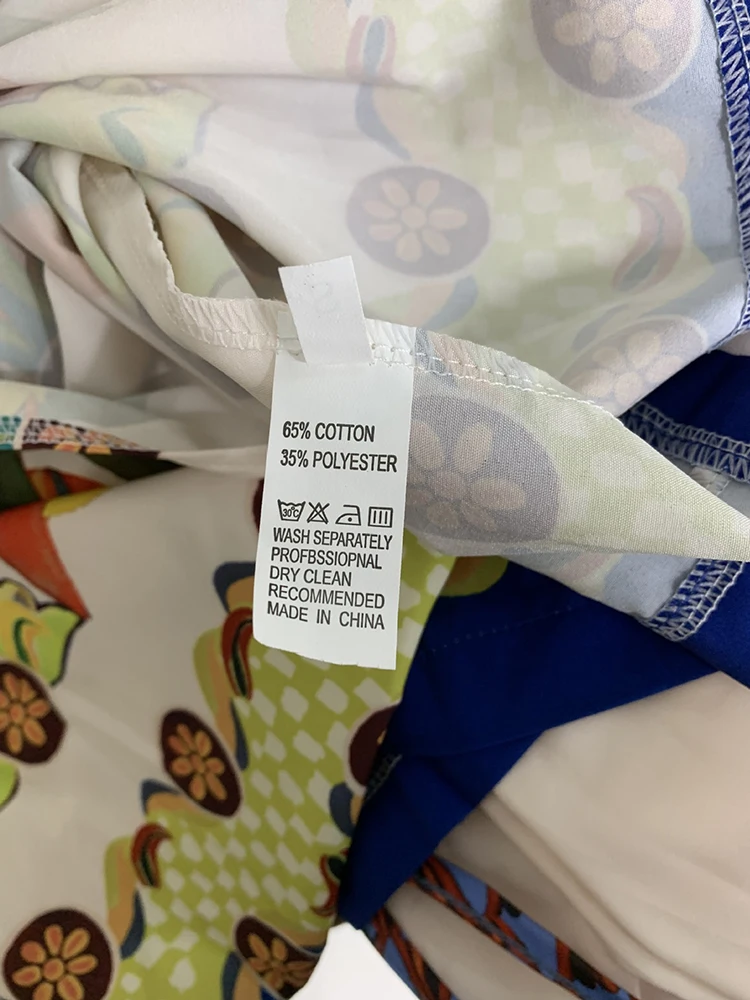 65% COTTON
35% POLYESTER
30°C
WASH SEPARATELY
PROFBSSIOPNAL
DRY CLEAN
RECOMMENDED
MADE IN CHINA